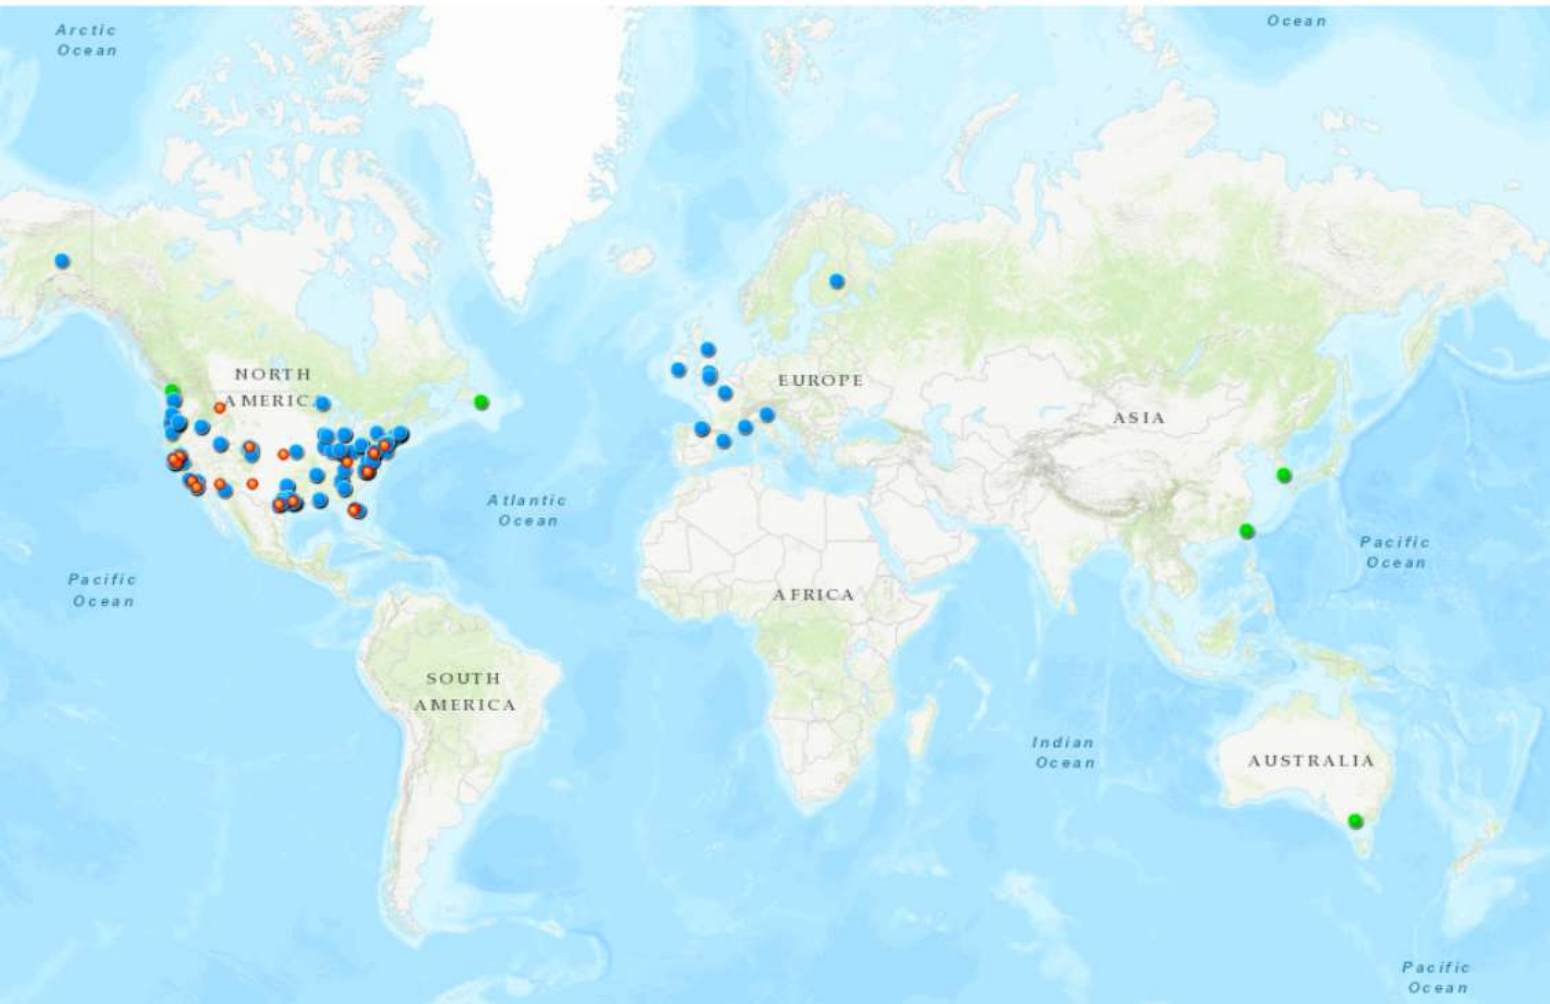 Arctic
Ocean
Ocean
NORTH
AMERIC
EUROPE
ASIA
Atlantic
Ocean
Pacific
Ocean
Pacific
Ocean
AFRICA
SOUTH
AMERICA
Indian
Ocean
AUSTRALIA
Pacific
Ocean